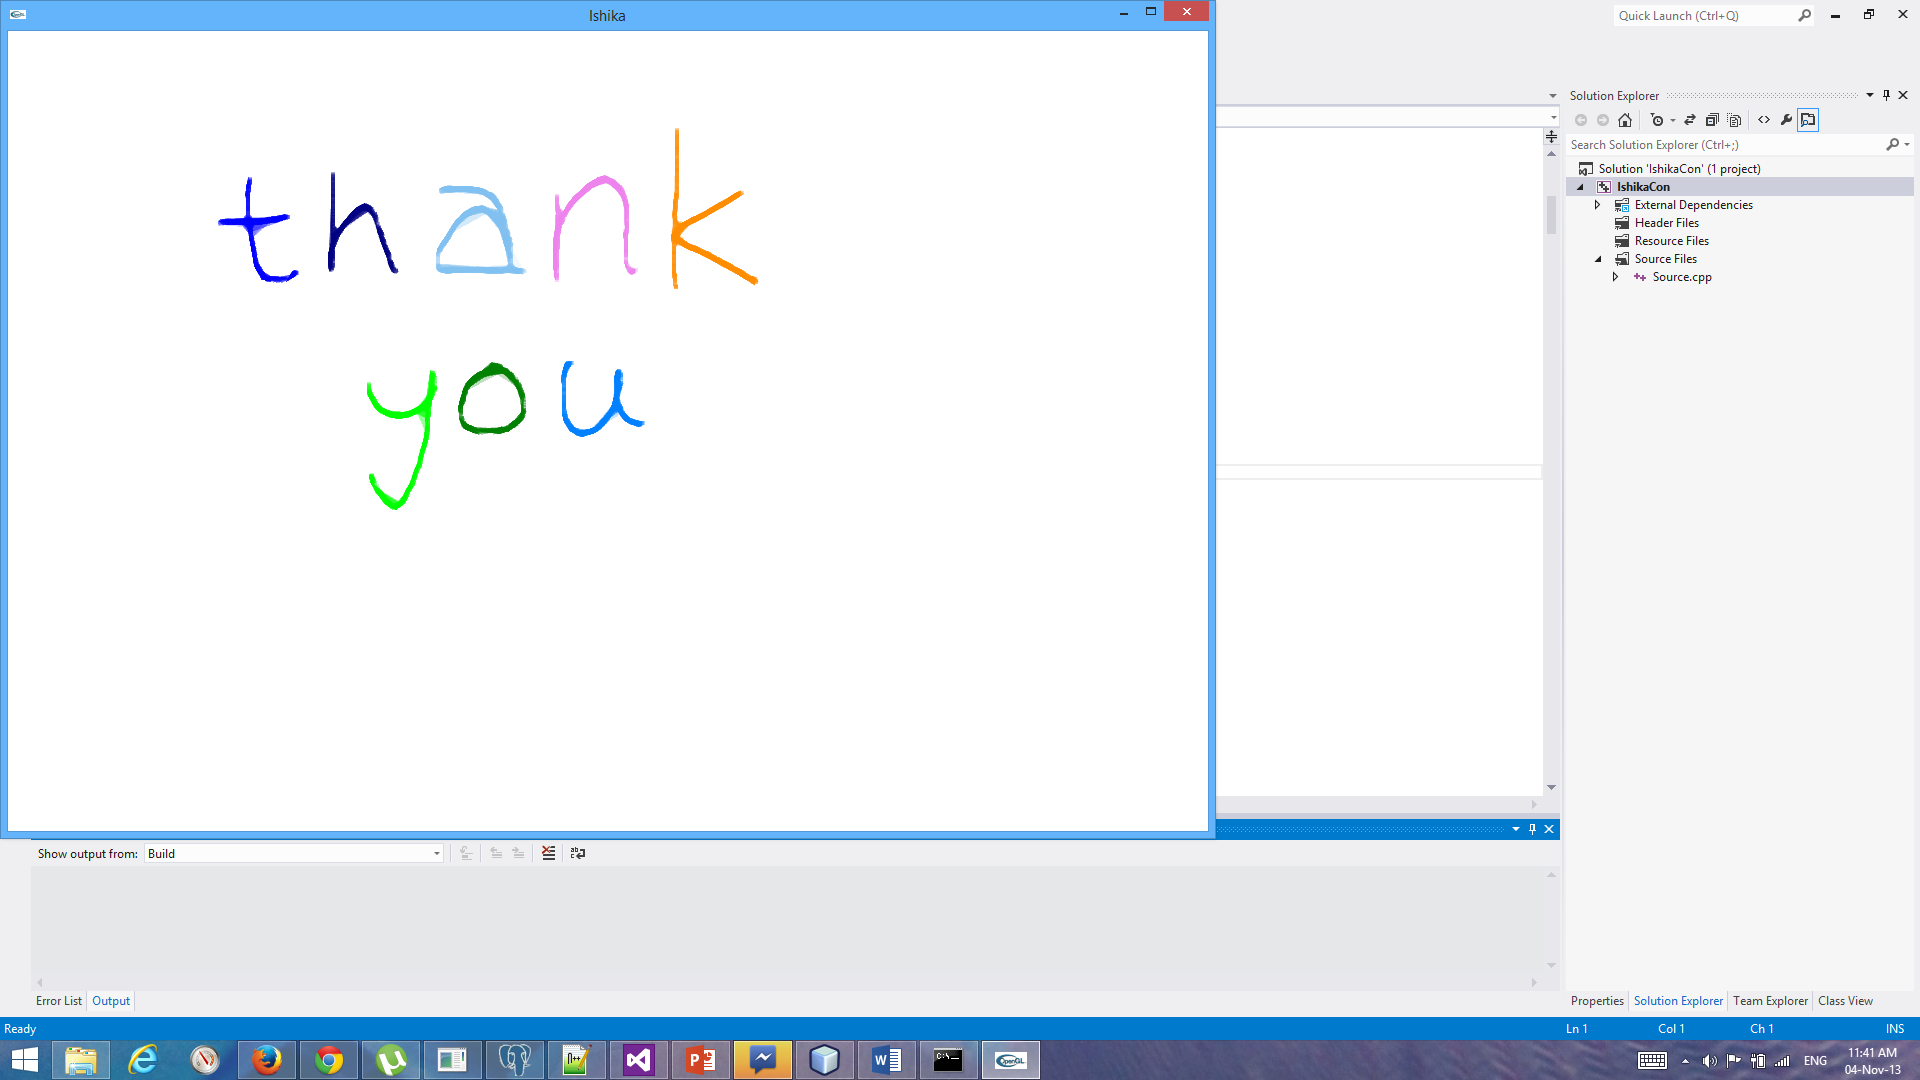 Ishika
Quick Launch (Ctrl+Q)
thank
you
Solution Explorer
Search Solution Explorer (Ctrl+;)
Solution 'IshikaCon' (1 project)
IshikaCon
External Dependencies
Header Files
Resource Files
Source Files
Source.cpp
Show output from: Build
Error List Output
Properties Solution Explorer Team Explorer Class View
Ready Ln 1 Col 1 Ch 1 INS
OpenGL
ENG
11:41 AM
04-Nov-13